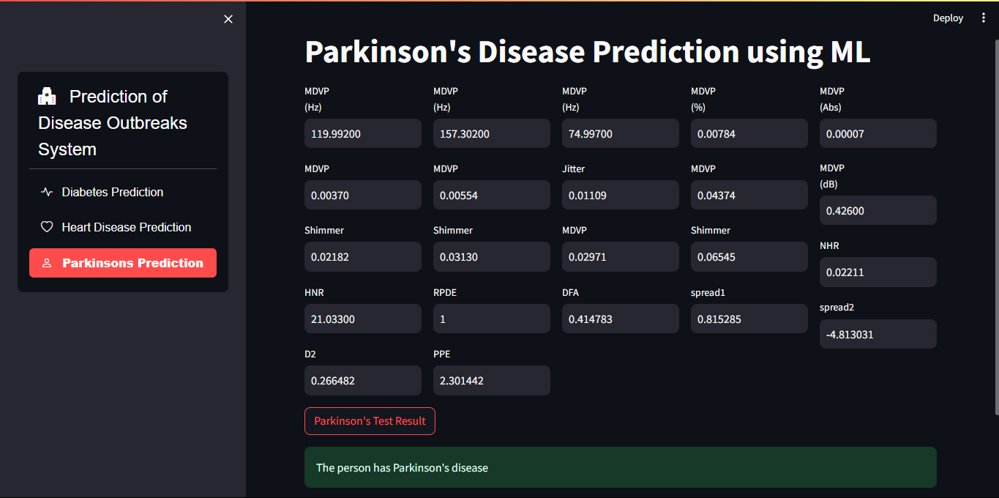 Deploy
Prediction of
Disease Outbreaks
System
Diabetes Prediction
Heart Disease Prediction
Parkinsons Prediction
Parkinson's Disease Prediction using ML
MDVP MDVP MDVP MDVP MDVP
(Hz) (Hz) (Hz) (%) (Abs)
119.99200 157.30200 74.99700 0.00784 0.00007
MDVP MDVP Jitter MDVP MDVP
(dB)
0.00370 0.00554 0.01109 0.04374 0.42600
Shimmer Shimmer MDVP Shimmer NHR
0.02182 0.03130 0.02971 0.06545 0.02211
HNR RPDE DFA spread1 spread2
21.03300 1 0.414783 0.815285 -4.813031
D2 PPE
0.266482 2.301442
Parkinson's Test Result
The person has Parkinson's disease